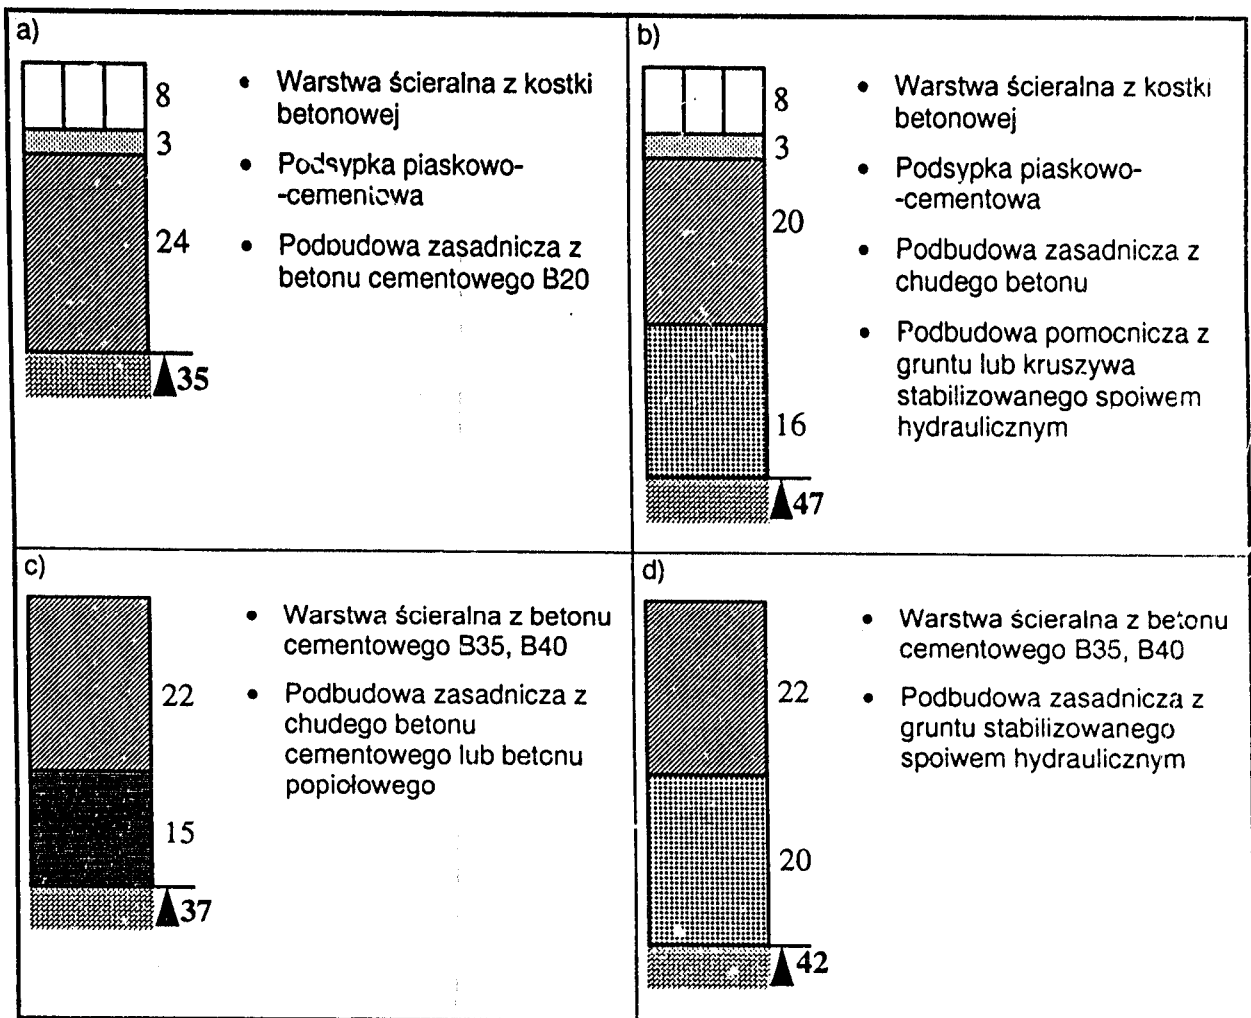 a)
8
3
24
35
• Warstwa ścieralna z kostki
betonowej
• Podsypka piaskowo-
-cementowa
• Podbudowa zasadnicza z
betonu cementowego B20
b)
8
3
20
16
47
• Warstwa ścieralna z kostki
betonowej
• Podsypka piaskowo-
-cementowa
• Podbudowa zasadnicza z
chudego betonu
• Podbudowa pomocnicza z
gruntu lub kruszywa
stabilizowanego spoiwem
hydraulicznym
c)
22
15
37
• Warstwa ścieralna z betonu
cementowego B35, B40
• Podbudowa zasadnicza z
chudego betonu
cementowego lub betonu
popiołowego
d)
22
20
42
• Warstwa ścieralna z betonu
cementowego B35, B40
• Podbudowa zasadnicza z
gruntu stabilizowanego
spoiwem hydraulicznym